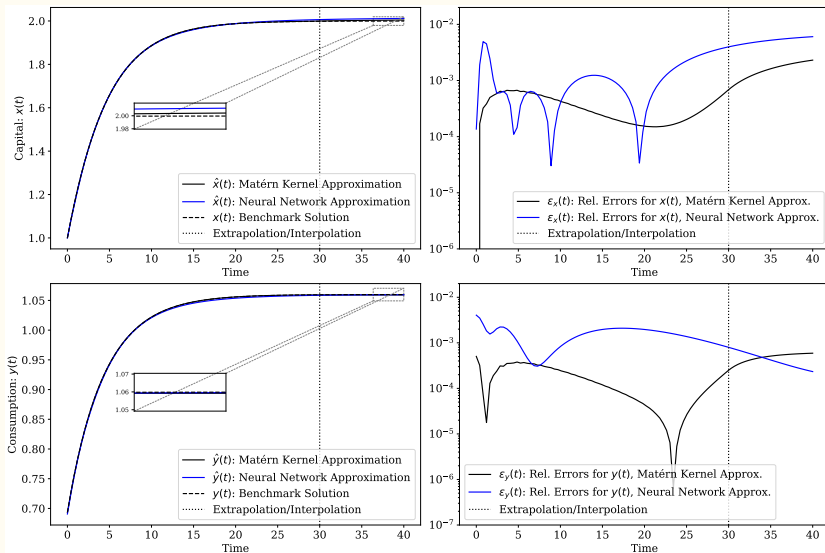 2.0
1.8
1.6
1.4
1.2
1.0
Capital: x(t)
2.00
1.98
x̂(t): Matérn Kernel Approximation
x̂(t): Neural Network Approximation
x(t): Benchmark Solution
Extrapolation/Interpolation
0 5 10 15 20 25 30 35 40
Time
10⁻²
10⁻³
10⁻⁴
10⁻⁵
10⁻⁶
εₓ(t): Rel. Errors for x(t), Matérn Kernel Approx.
εₓ(t): Rel. Errors for x(t), Neural Network Approx.
Extrapolation/Interpolation
0 5 10 15 20 25 30 35 40
Time
1.05
1.00
0.95
0.90
0.85
0.80
0.75
0.70
Consumption: y(t)
1.07
1.06
1.05
ŷ(t): Matérn Kernel Approximation
ŷ(t): Neural Network Approximation
y(t): Benchmark Solution
Extrapolation/Interpolation
0 5 10 15 20 25 30 35 40
Time
10⁻²
10⁻³
10⁻⁴
10⁻⁵
10⁻⁶
10⁻⁷
ε_y(t): Rel. Errors for y(t), Matérn Kernel Approx.
ε_y(t): Rel. Errors for y(t), Neural Network Approx.
Extrapolation/Interpolation
0 5 10 15 20 25 30 35 40
Time